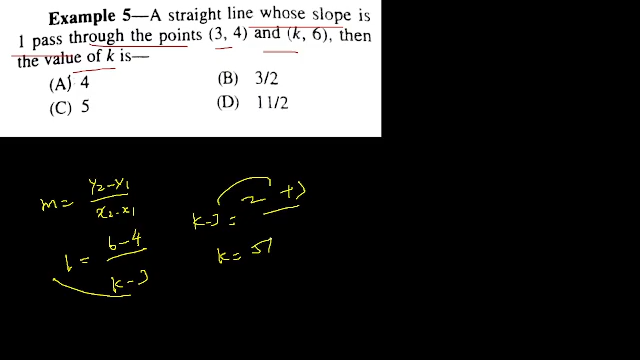 Example 5—A straight line whose slope is
1 pass through the points (3, 4) and (k, 6), then
the value of k is—
(A) 4 (B) 3/2
(C) 5 (D) 11/2
m = y2-y1 / x2-x1
1 = 6-4 / k-3
k-3 = 2 +3
k = 5